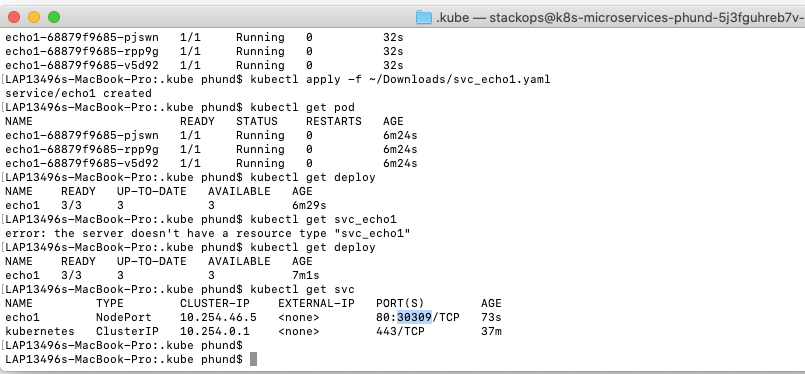 .kube — stackops@k8s-microservices-phund-5j3fguhreb7v-
echo1-68879f9685-pjswn   1/1     Running   0          32s
echo1-68879f9685-rpp9g   1/1     Running   0          32s
echo1-68879f9685-v5d92   1/1     Running   0          32s
[LAP13496s-MacBook-Pro:.kube phund$ kubectl apply -f ~/Downloads/svc_echo1.yaml
service/echo1 created
[LAP13496s-MacBook-Pro:.kube phund$ kubectl get pod
NAME                     READY   STATUS    RESTARTS   AGE
echo1-68879f9685-pjswn   1/1     Running   0          6m24s
echo1-68879f9685-rpp9g   1/1     Running   0          6m24s
echo1-68879f9685-v5d92   1/1     Running   0          6m24s
[LAP13496s-MacBook-Pro:.kube phund$ kubectl get deploy
NAME    READY   UP-TO-DATE   AVAILABLE   AGE
echo1   3/3     3            3           6m29s
[LAP13496s-MacBook-Pro:.kube phund$ kubectl get svc_echo1
error: the server doesn't have a resource type "svc_echo1"
[LAP13496s-MacBook-Pro:.kube phund$ kubectl get deploy
NAME    READY   UP-TO-DATE   AVAILABLE   AGE
echo1   3/3     3            3           7m1s
[LAP13496s-MacBook-Pro:.kube phund$ kubectl get svc
NAME         TYPE        CLUSTER-IP    EXTERNAL-IP   PORT(S)        AGE
echo1        NodePort    10.254.46.5   <none>        80:30309/TCP   73s
kubernetes   ClusterIP   10.254.0.1    <none>        443/TCP        37m
[LAP13496s-MacBook-Pro:.kube phund$
LAP13496s-MacBook-Pro:.kube phund$